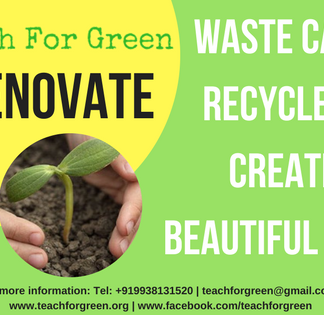 h For Green
ENOVATE
WASTE CA
RECYCLE
CREAT
BEAUTIFUL
more information: Tel: +919938131520 | teachforgreen@gmail.co
www.teachforgreen.org | www.facebook.com/teachforgreen